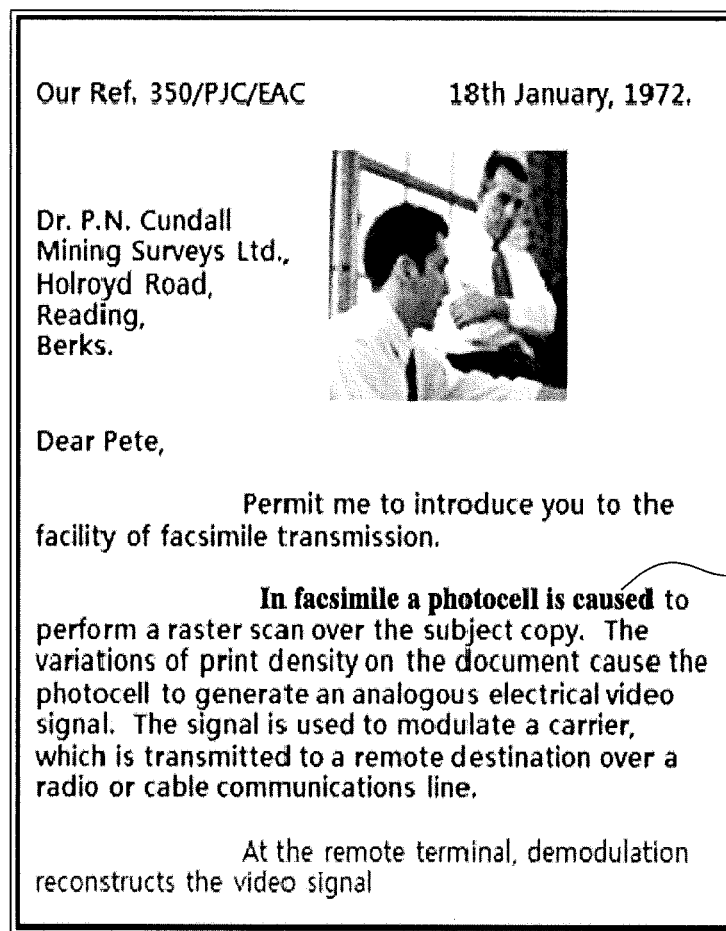 Our Ref. 350/PJC/EAC 18th January, 1972.
Dr. P.N. Cundall
Mining Surveys Ltd.,
Holroyd Road,
Reading,
Berks.
Dear Pete,
Permit me to introduce you to the
facility of facsimile transmission.
In facsimile a photocell is caused to
perform a raster scan over the subject copy. The
variations of print density on the document cause the
photocell to generate an analogous electrical video
signal. The signal is used to modulate a carrier,
which is transmitted to a remote destination over a
radio or cable communications line.
At the remote terminal, demodulation
reconstructs the video signal